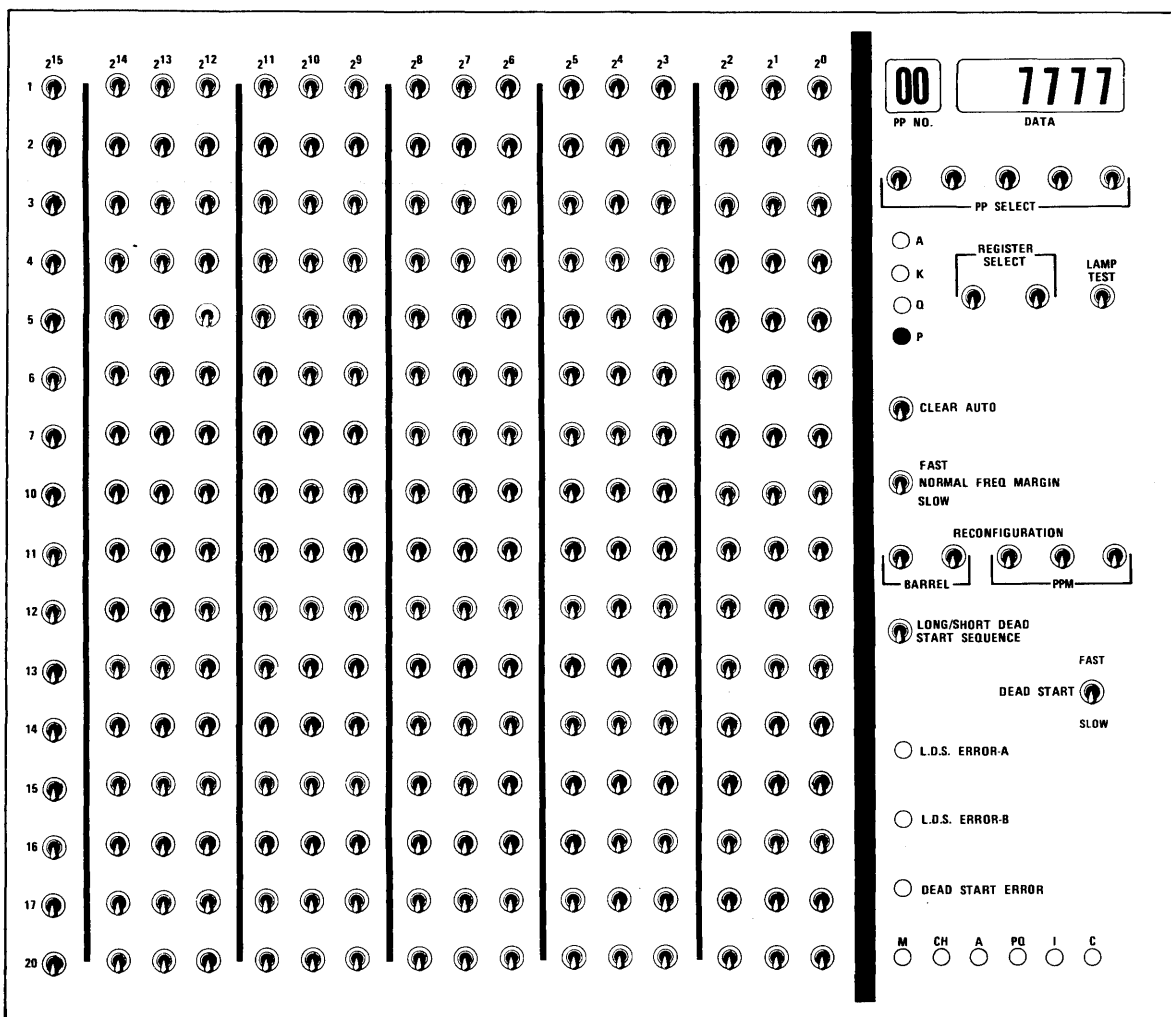 2^15 2^14 2^13 2^12 2^11 2^10 2^9 2^8 2^7 2^6 2^5 2^4 2^3 2^2 2^1 2^0
1
2
3
4
5
6
7
10
11
12
13
14
15
16
17
20
00 7777
PP NO. DATA
PP SELECT
A
K
Q
P
REGISTER
SELECT
LAMP
TEST
CLEAR AUTO
FAST
NORMAL FREQ MARGIN
SLOW
RECONFIGURATION
BARREL PPM
LONG/SHORT DEAD
START SEQUENCE
FAST
DEAD START
SLOW
L.D.S. ERROR-A
L.D.S. ERROR-B
DEAD START ERROR
M CH A PQ I C